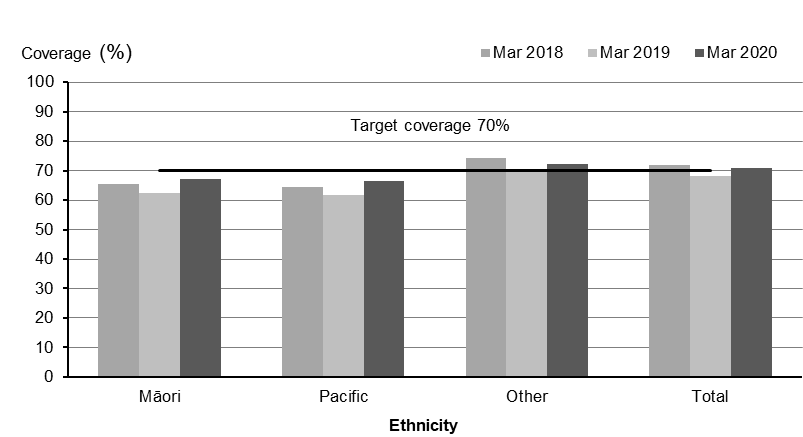 Coverage (%)
Mar 2018 Mar 2019 Mar 2020
100
90
Target coverage 70%
80
70
60
50
40
30
20
10
0
Māori Pacific Other Total
Ethnicity